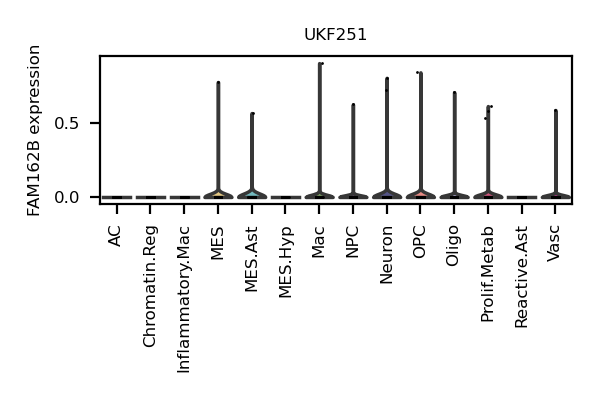 UKF251
FAM162B expression
0.5
0.0
AC
Chromatin.Reg
Inflammatory.Mac
MES
MES.Ast
MES.Hyp
Mac
NPC
Neuron
OPC
Oligo
Prolif.Metab
Reactive.Ast
Vasc